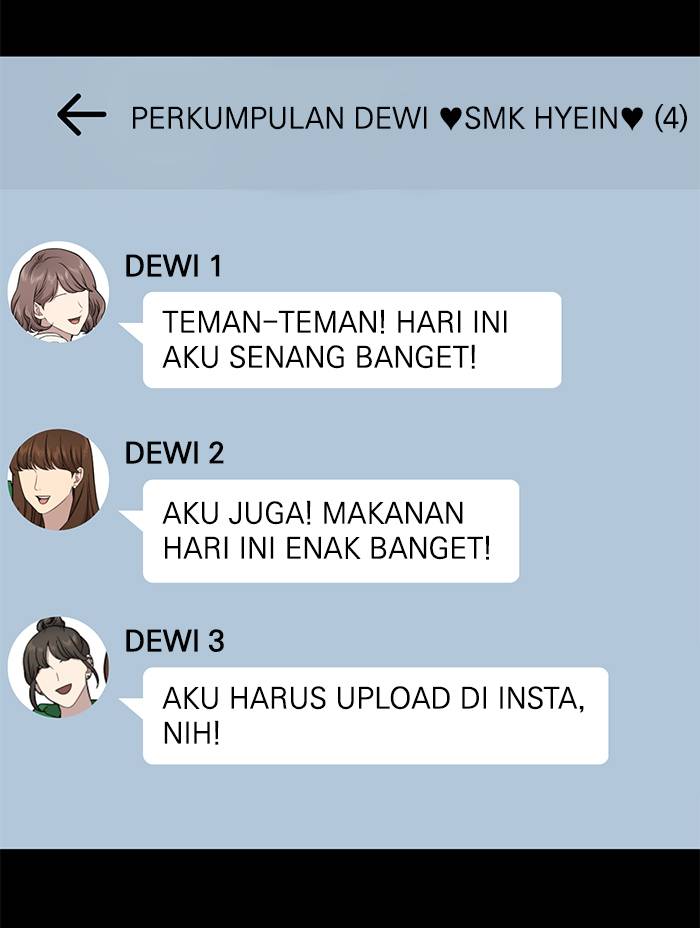 PERKUMPULAN DEWI ♥SMK HYEIN♥ (4)
DEWI 1
TEMAN-TEMAN! HARI INI
AKU SENANG BANGET!
DEWI 2
AKU JUGA! MAKANAN
HARI INI ENAK BANGET!
DEWI 3
AKU HARUS UPLOAD DI INSTA,
NIH!